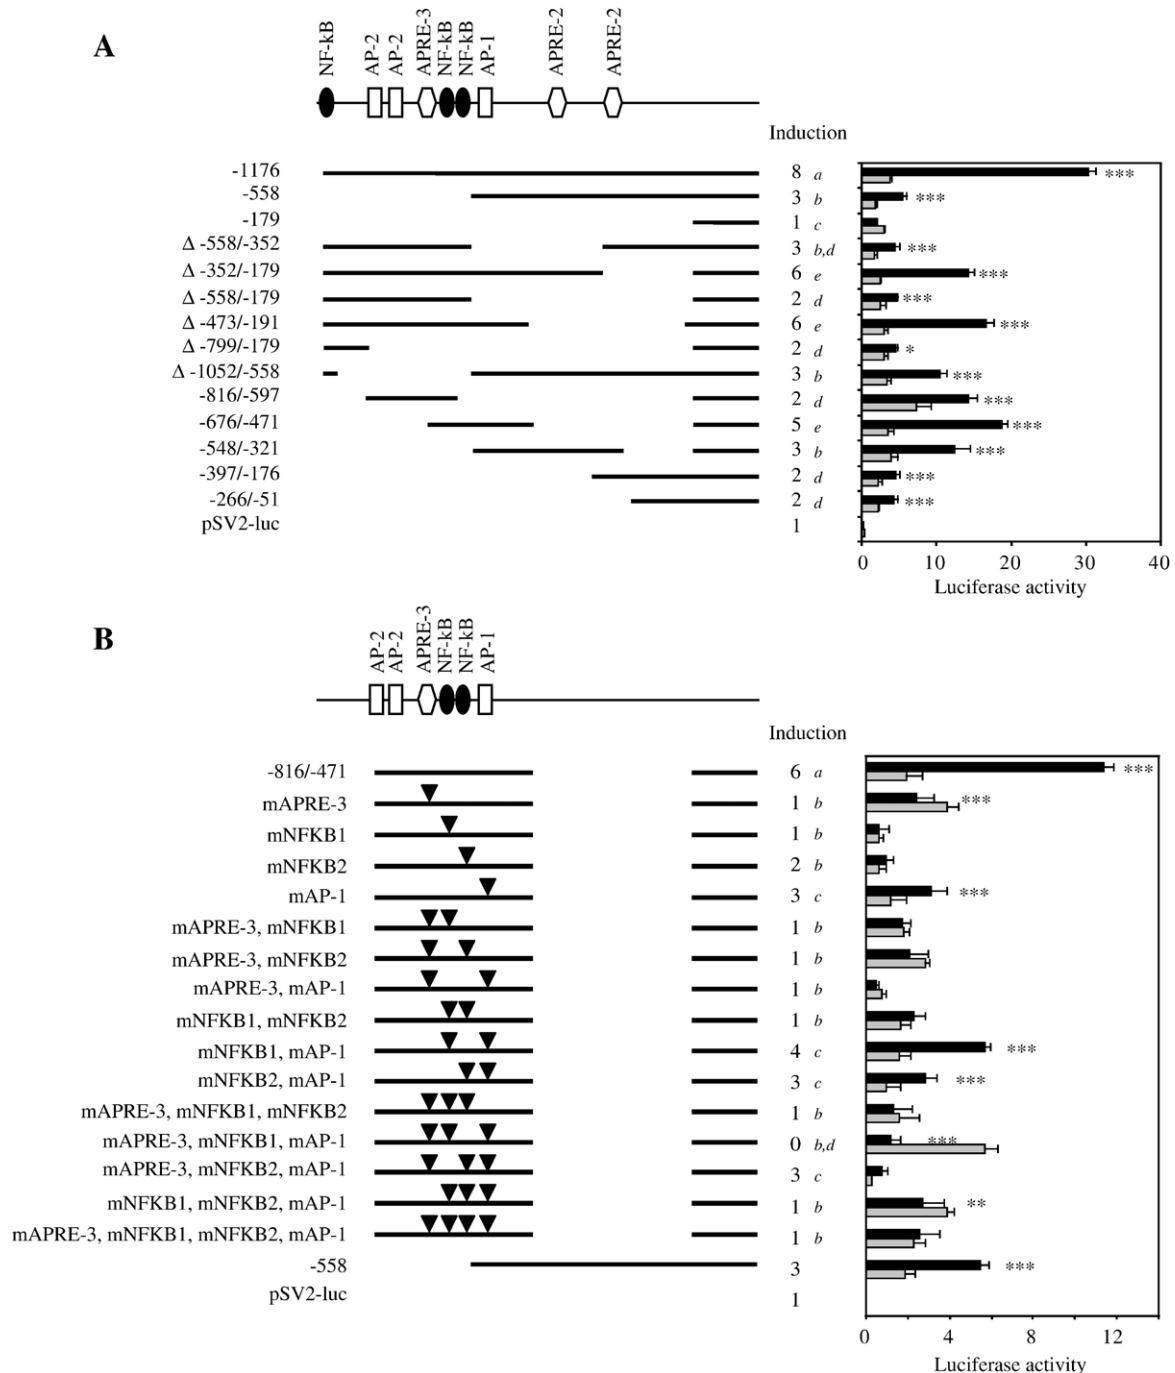 A
NF-kB AP-2 AP-2 APRE-3 NF-kB NF-kB AP-1 APRE-2 APRE-2
Induction
-1176 8 a ***
-558 3 b ***
-179 1 c
Δ -558/-352 3 b,d ***
Δ -352/-179 6 e ***
Δ -558/-179 2 d ***
Δ -473/-191 6 e ***
Δ -799/-179 2 d *
Δ -1052/-558 3 b ***
-816/-597 2 d ***
-676/-471 5 e ***
-548/-321 3 b ***
-397/-176 2 d ***
-266/-51 2 d ***
pSV2-luc 1
0 10 20 30 40
Luciferase activity
B
AP-2 AP-2 APRE-3 NF-kB NF-kB AP-1
Induction
-816/-471 6 a ***
mAPRE-3 1 b ***
mNFKB1 1 b
mNFKB2 2 b
mAP-1 3 c ***
mAPRE-3, mNFKB1 1 b
mAPRE-3, mNFKB2 1 b
mAPRE-3, mAP-1 1 b
mNFKB1, mNFKB2 1 b
mNFKB1, mAP-1 4 c ***
mNFKB2, mAP-1 3 c ***
mAPRE-3, mNFKB1, mNFKB2 1 b
mAPRE-3, mNFKB1, mAP-1 0 b,d ***
mAPRE-3, mNFKB2, mAP-1 3 c
mNFKB1, mNFKB2, mAP-1 1 b **
mAPRE-3, mNFKB1, mNFKB2, mAP-1 1 b
-558 3 ***
pSV2-luc 1
0 4 8 12
Luciferase activity